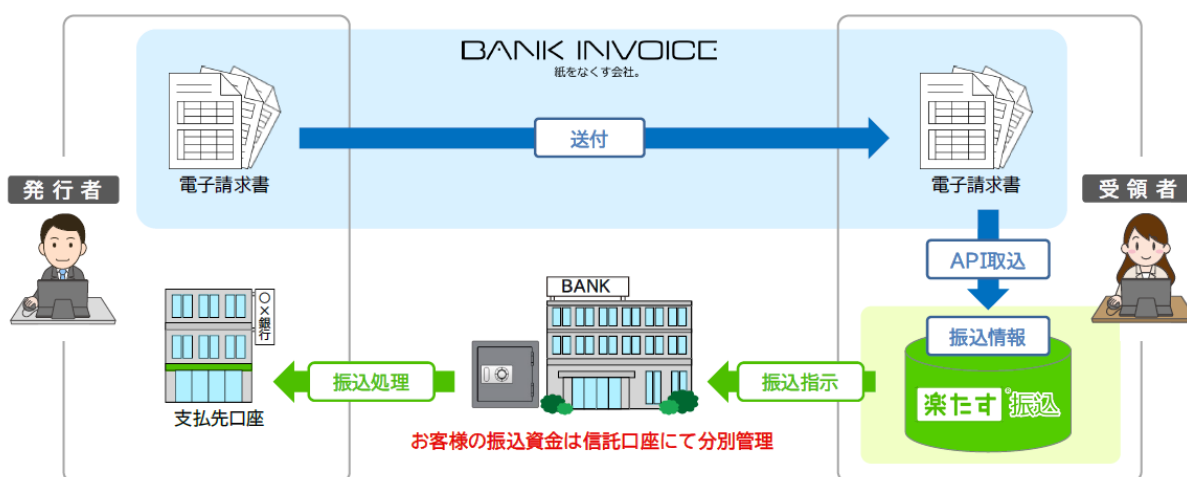 BANK INVOICE
紙をなくす会社。
送付
電子請求書
電子請求書
発行者
受領者
API取込
BANK
○×銀行
振込情報
振込処理
振込指示
楽たす®振込
支払先口座
お客様の振込資金は信託口座にて分別管理